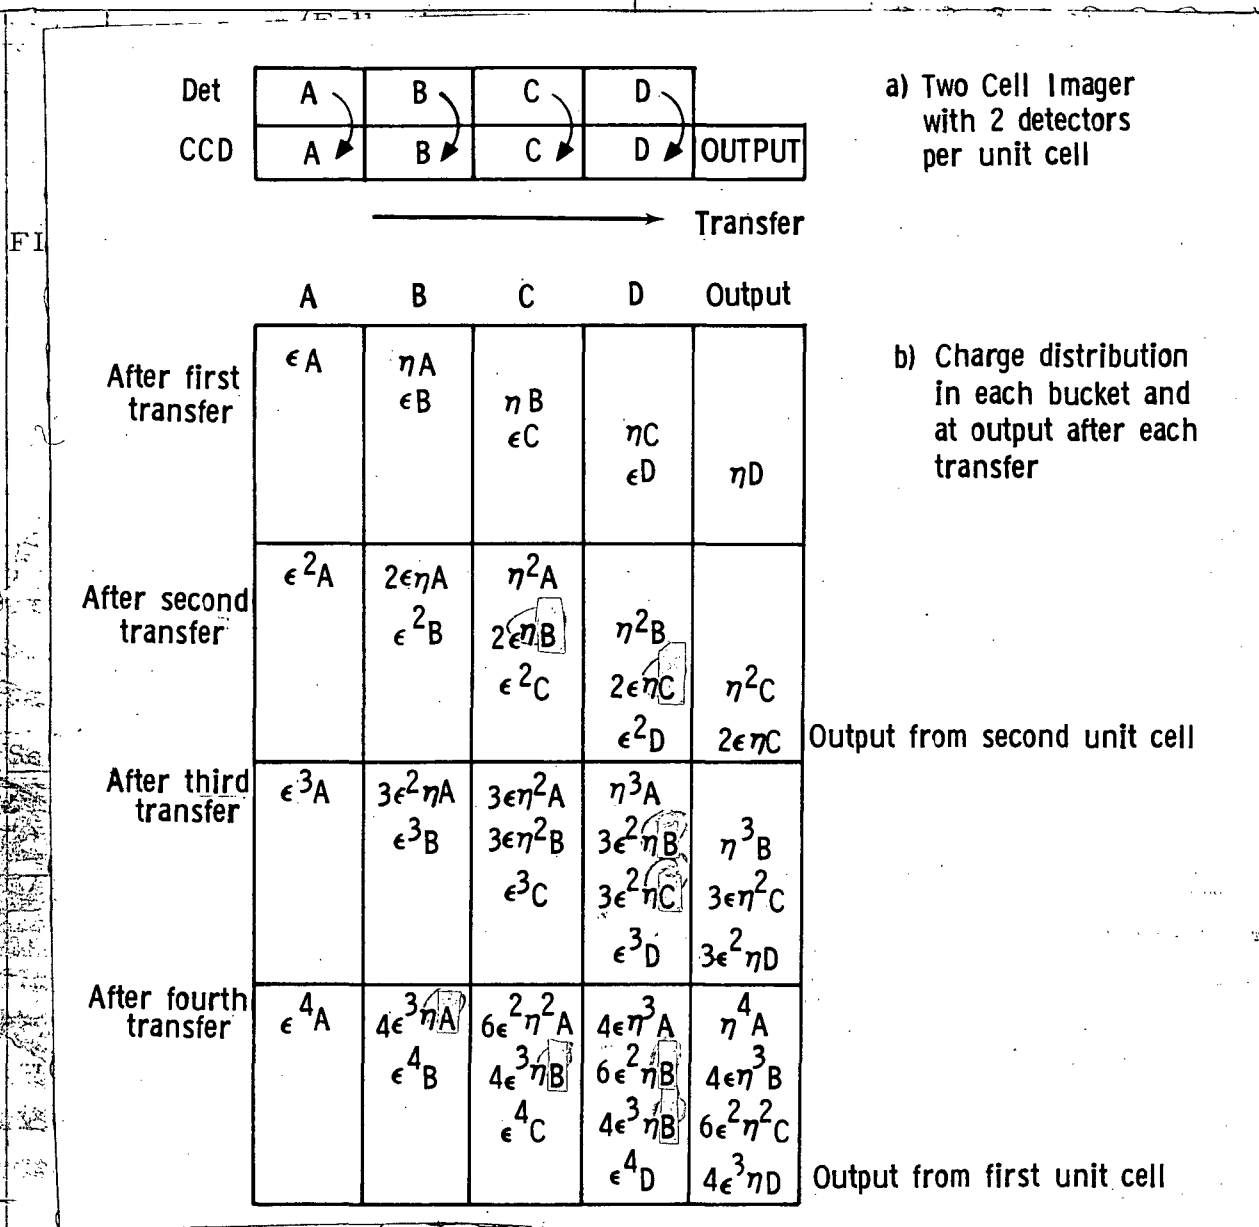 Det A B C D
CCD A B C D OUTPUT
Transfer
a) Two Cell Imager
with 2 detectors
per unit cell
FI
A B C D Output
After first
transfer
ϵA ηA
ϵB ηB
ϵC ηC
ϵD ηD
b) Charge distribution
in each bucket and
at output after each
transfer
After second
transfer
ϵ²A 2ϵηA η²A
ϵ²B 2ϵηB η²B
ϵ²C 2ϵηC η²C
ϵ²D 2ϵηC Output from second unit cell
After third
transfer
ϵ³A 3ϵ²ηA 3ϵη²A η³A
ϵ³B 3ϵη²B 3ϵ²ηB η³B
ϵ³C 3ϵ²ηC 3ϵη²C
ϵ³D 3ϵ²ηD
After fourth
transfer
ϵ⁴A 4ϵ³ηA 6ϵ²η²A 4ϵη³A η⁴A
ϵ⁴B 4ϵ³ηB 6ϵ²ηB 4ϵη³B
ϵ⁴C 4ϵ³ηB 6ϵ²η²C
ϵ⁴D 4ϵ³ηD Output from first unit cell